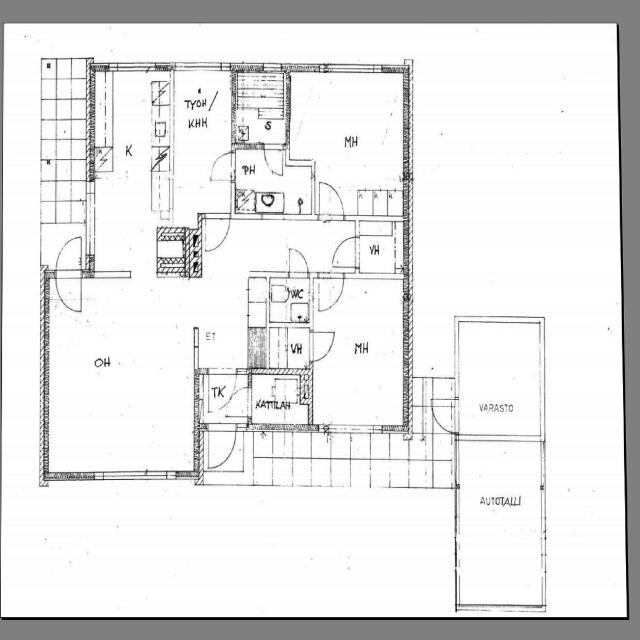 TYÖH/
KHH
S
K
MH
PH
K K K
VH
WC
ET
VH
MH
OH
TK
KATTILAH
VARASTO
AUTOTALLI